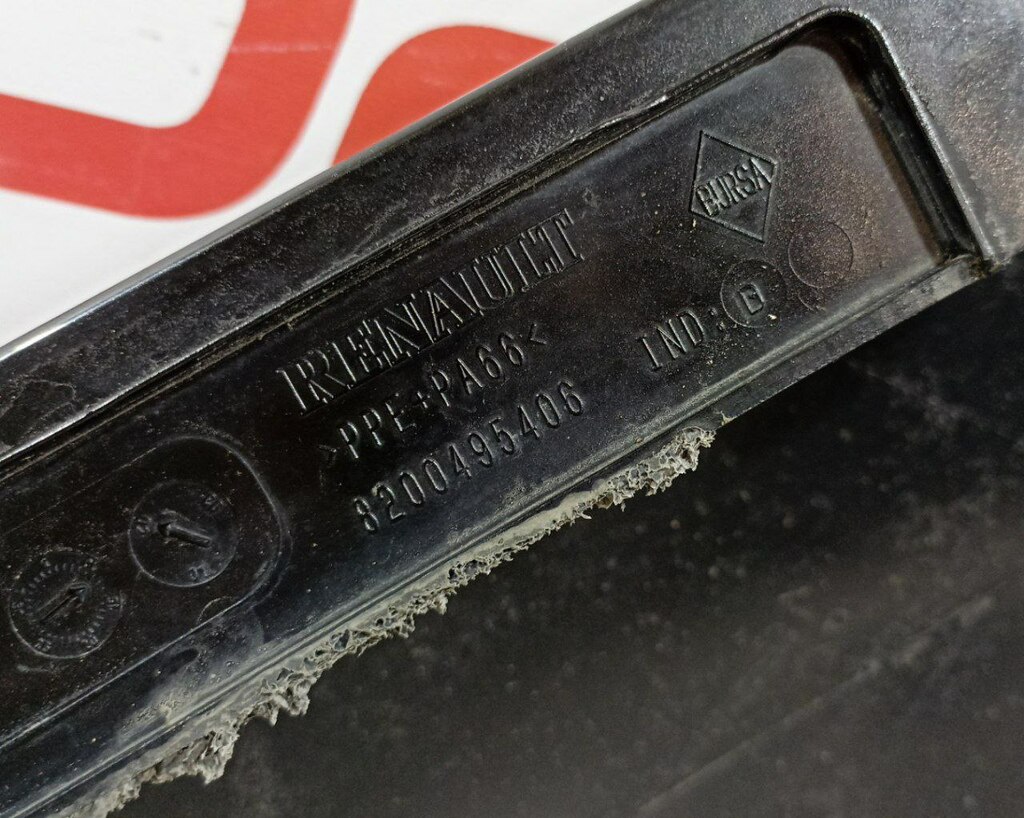 BURSA
RENAULT
>PPE+PA66<
IND: B
8200495406